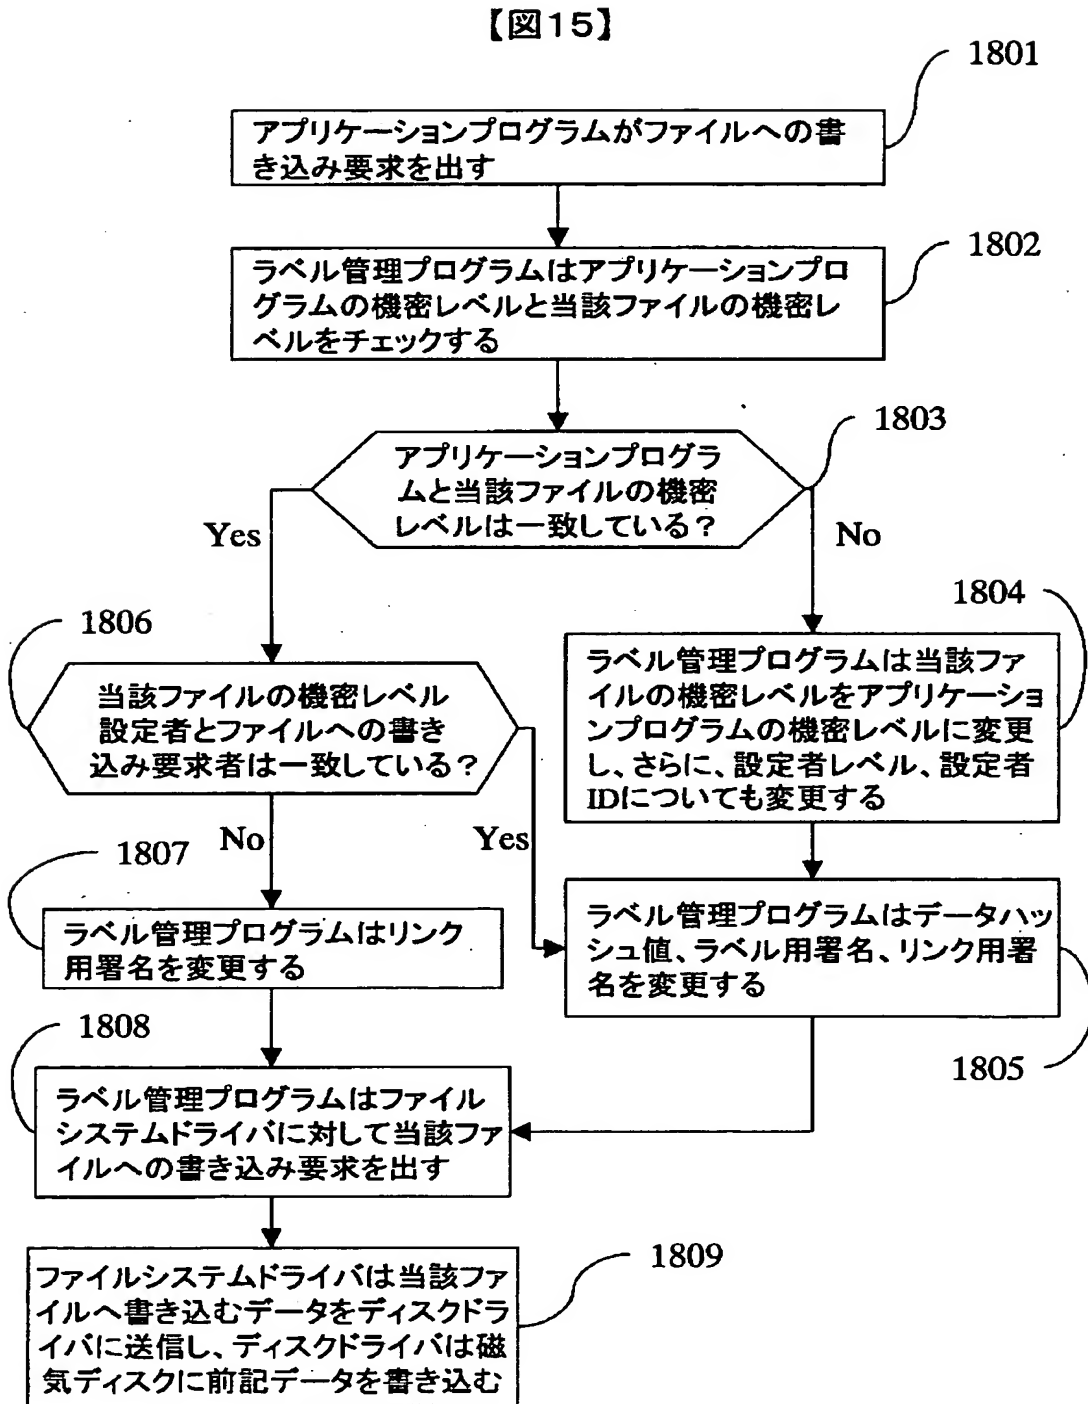 【図15】
1801
アプリケーションプログラムがファイルへの書
き込み要求を出す
1802
ラベル管理プログラムはアプリケーションプロ
グラムの機密レベルと当該ファイルの機密レ
ベルをチェックする
1803
アプリケーションプログラ
ムと当該ファイルの機密
レベルは一致している?
Yes
No
1804
ラベル管理プログラムは当該ファ
イルの機密レベルをアプリケーショ
ンプログラムの機密レベルに変更
し、さらに、設定者レベル、設定者
IDについても変更する
1806
当該ファイルの機密レベル
設定者とファイルへの書き
込み要求者は一致している?
No
Yes
1807
ラベル管理プログラムはリンク
用署名を変更する
ラベル管理プログラムはデータハッ
シュ値、ラベル用署名、リンク用署
名を変更する
1805
1808
ラベル管理プログラムはファイル
システムドライバに対して当該ファ
イルへの書き込み要求を出す
1809
ファイルシステムドライバは当該ファ
イルへ書き込むデータをディスクドラ
イバに送信し、ディスクドライバは磁
気ディスクに前記データを書き込む